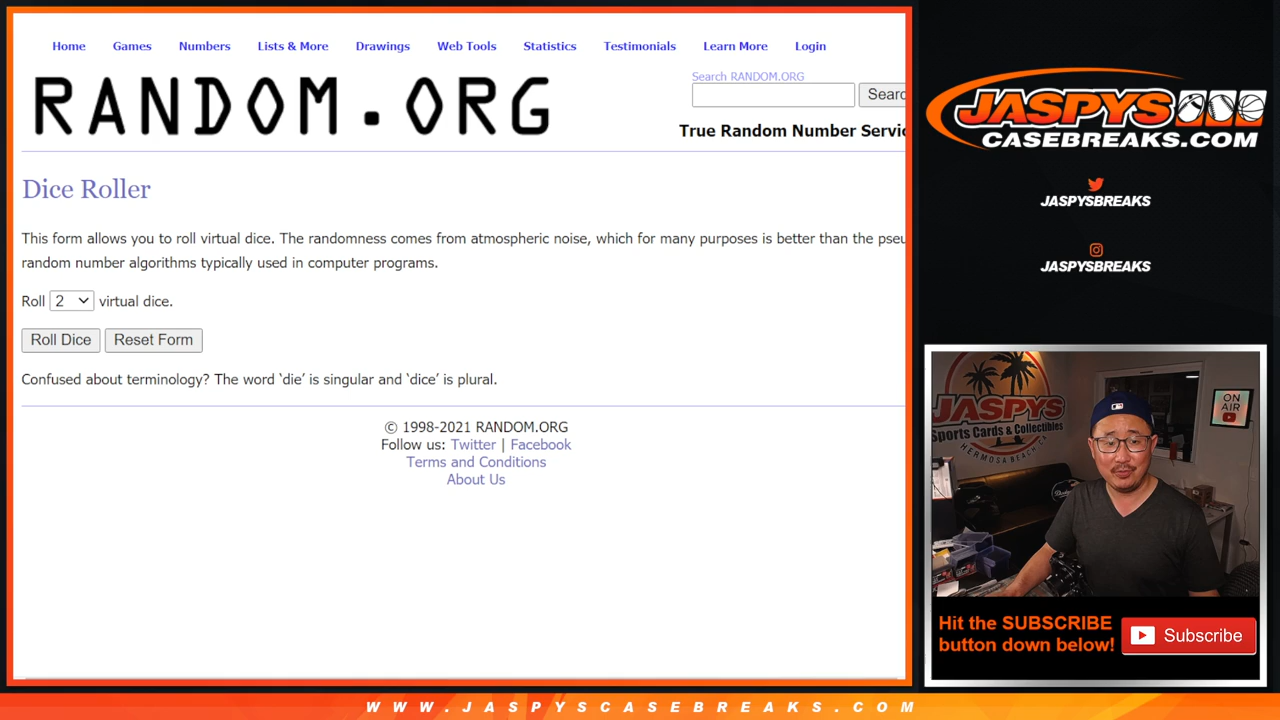 Home Games Numbers Lists & More Drawings Web Tools Statistics Testimonials Learn More Login
RANDOM.ORG
Search RANDOM.ORG
Searc
True Random Number Servic
Dice Roller
This form allows you to roll virtual dice. The randomness comes from atmospheric noise, which for many purposes is better than the pseu
random number algorithms typically used in computer programs.
Roll 2 virtual dice.
Roll Dice Reset Form
Confused about terminology? The word ‘die’ is singular and ‘dice’ is plural.
© 1998-2021 RANDOM.ORG
Follow us: Twitter | Facebook
Terms and Conditions
About Us
JASPYS
CASEBREAKS.COM
JASPYSBREAKS
JASPYSBREAKS
JASPYS
Sports Cards & Collectibles
HERMOSA BEACH, CA
ON
AIR
Hit the SUBSCRIBE
button down below!
Subscribe
WWW.JASPYSCASEBREAKS.COM